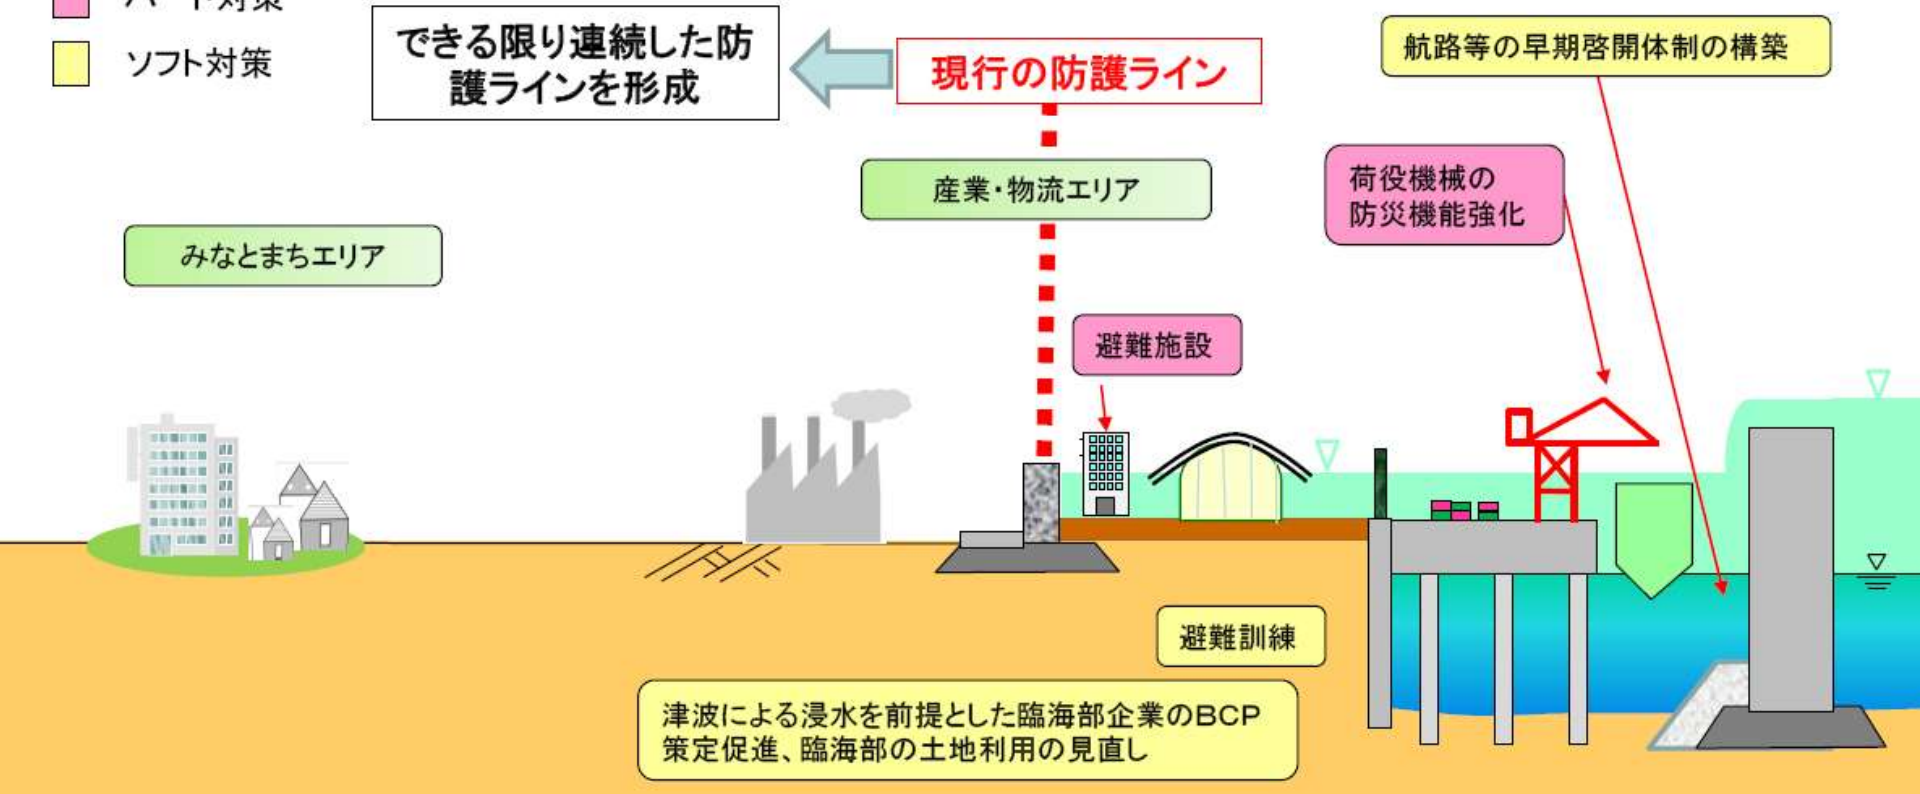 ハード対策
ソフト対策
できる限り連続した防
護ラインを形成
現行の防護ライン
航路等の早期啓開体制の構築
産業・物流エリア
荷役機械の
防災機能強化
みなとまちエリア
避難施設
避難訓練
津波による浸水を前提とした臨海部企業のBCP
策定促進、臨海部の土地利用の見直し